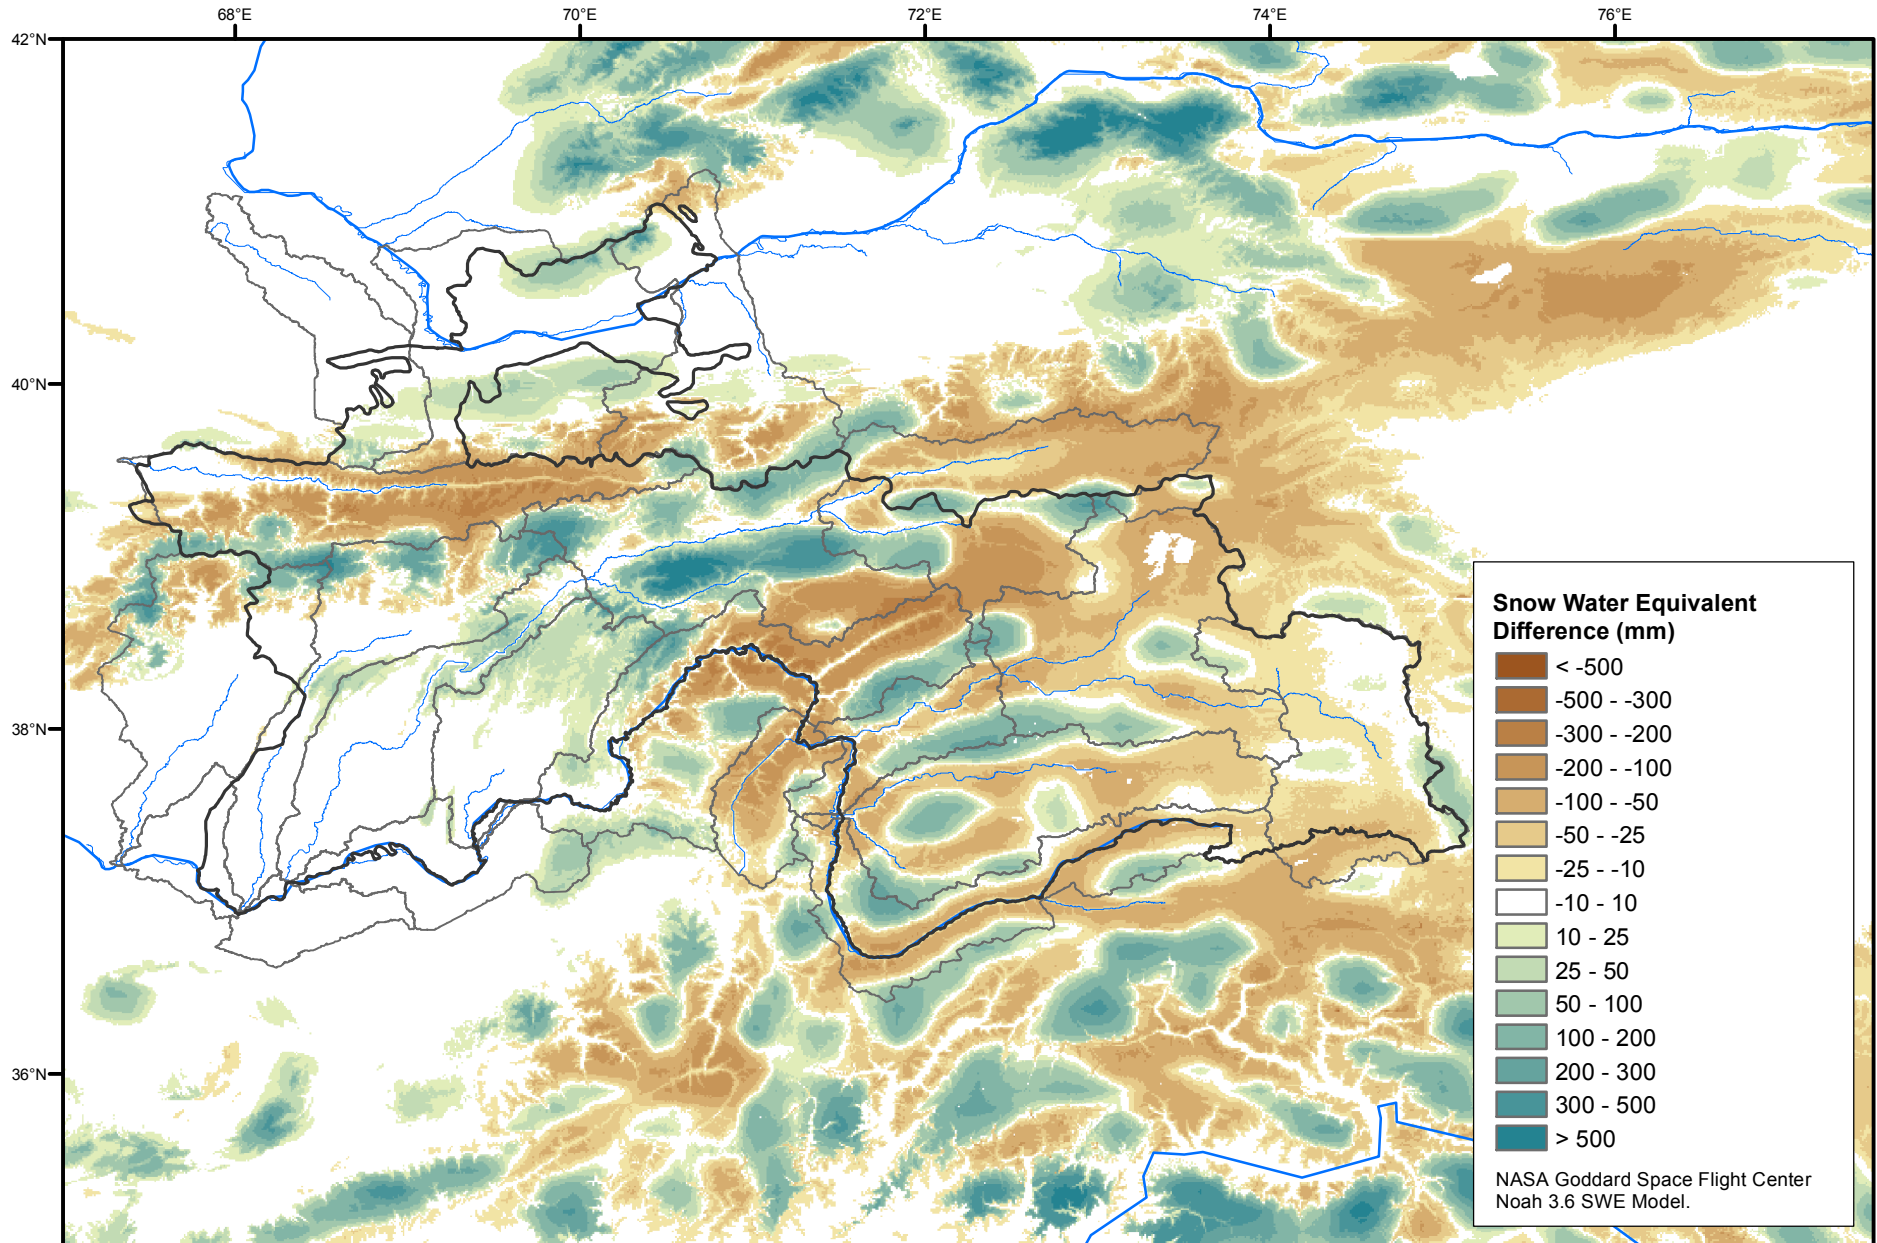 68°E 70°E 72°E 74°E 76°E
42°N
40°N
38°N
36°N
Snow Water Equivalent
Difference (mm)
< -500
-500 - -300
-300 - -200
-200 - -100
-100 - -50
-50 - -25
-25 - -10
-10 - 10
10 - 25
25 - 50
50 - 100
100 - 200
200 - 300
300 - 500
> 500
NASA Goddard Space Flight Center
Noah 3.6 SWE Model.